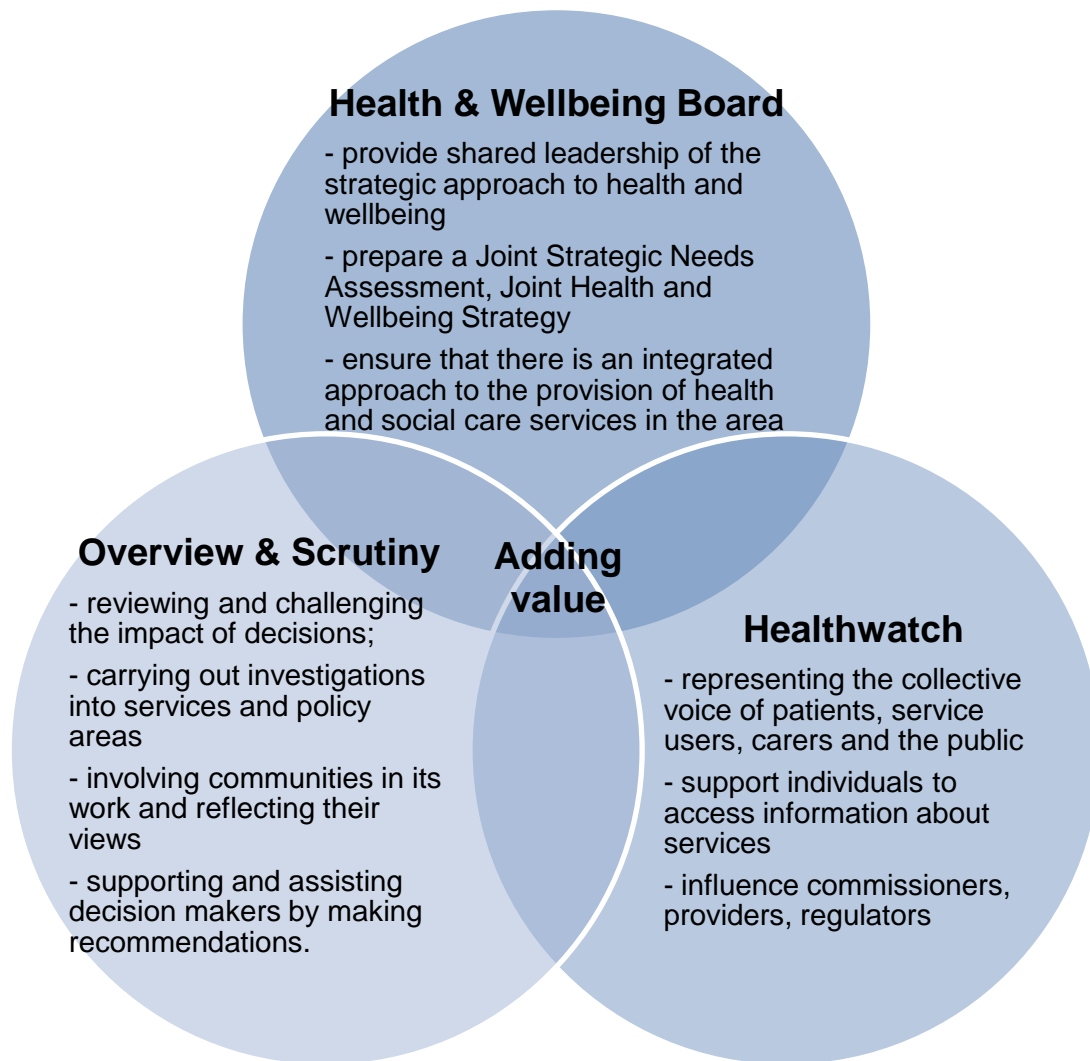 Health & Wellbeing Board
- provide shared leadership of the
strategic approach to health and
wellbeing
- prepare a Joint Strategic Needs
Assessment, Joint Health and
Wellbeing Strategy
- ensure that there is an integrated
approach to the provision of health
and social care services in the area
Overview & Scrutiny
- reviewing and challenging
the impact of decisions;
- carrying out investigations
into services and policy
areas
- involving communities in its
work and reflecting their
views
- supporting and assisting
decision makers by making
recommendations.
Adding
value
Healthwatch
- representing the collective
voice of patients, service
users, carers and the public
- support individuals to
access information about
services
- influence commissioners,
providers, regulators